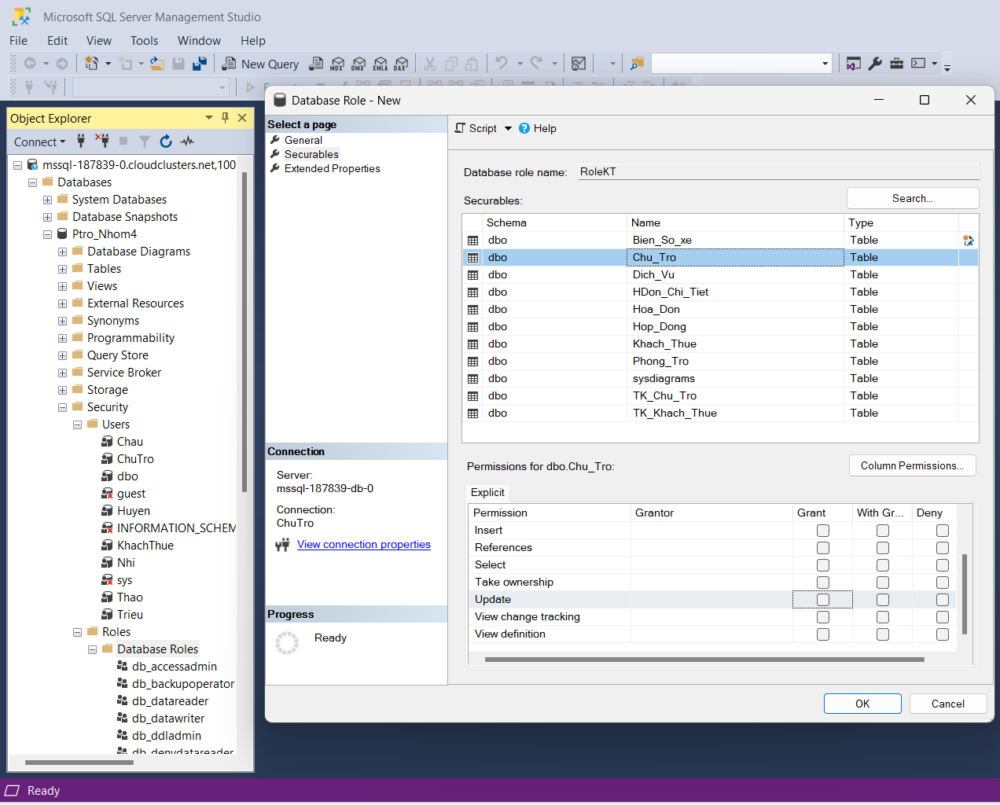 Microsoft SQL Server Management Studio
File Edit View Tools Window Help
New Query MDX DMX XMLA DAX
Object Explorer
Connect
mssql-187839-0.cloudclusters.net,100
Databases
System Databases
Database Snapshots
Ptro_Nhom4
Database Diagrams
Tables
Views
External Resources
Synonyms
Programmability
Query Store
Service Broker
Storage
Security
Users
Chau
ChuTro
dbo
guest
Huyen
INFORMATION_SCHEM
KhachThue
Nhi
sys
Thao
Trieu
Roles
Database Roles
db_accessadmin
db_backupoperator
db_datareader
db_datawriter
db_ddladmin
db_denydatareader
Database Role - New
Select a page
General
Securables
Extended Properties
Connection
Server:
mssql-187839-db-0
Connection:
ChuTro
View connection properties
Progress
Ready
Script Help
Database role name: RoleKT
Securables: Search...
Schema Name Type
dbo Bien_So_xe Table
dbo Chu_Tro Table
dbo Dich_Vu Table
dbo HDon_Chi_Tiet Table
dbo Hoa_Don Table
dbo Hop_Dong Table
dbo Khach_Thue Table
dbo Phong_Tro Table
dbo sysdiagrams Table
dbo TK_Chu_Tro Table
dbo TK_Khach_Thue Table
Permissions for dbo.Chu_Tro: Column Permissions...
Explicit
Permission Grantor Grant With Gr... Deny
Insert
References
Select
Take ownership
Update
View change tracking
View definition
OK Cancel
Ready